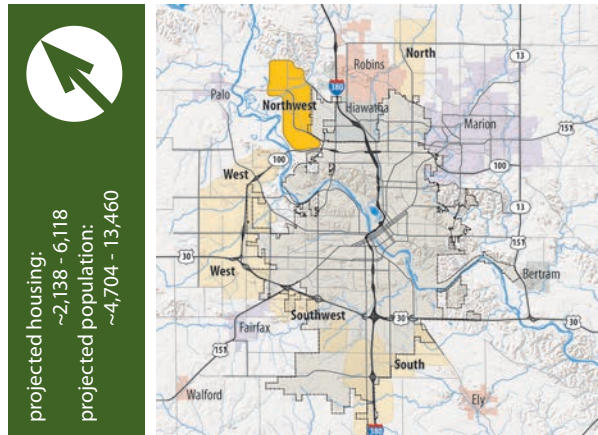 projected housing:
~2,138 - 6,118
projected population:
~4,704 - 13,460
North
13
Robins
380
Palo
Northwest
Hiawatha
Marion
151
100
West
100
13
30
151
West
Bertram
Southwest
30
30
Fairfax
151
South
Walford
Ely
380